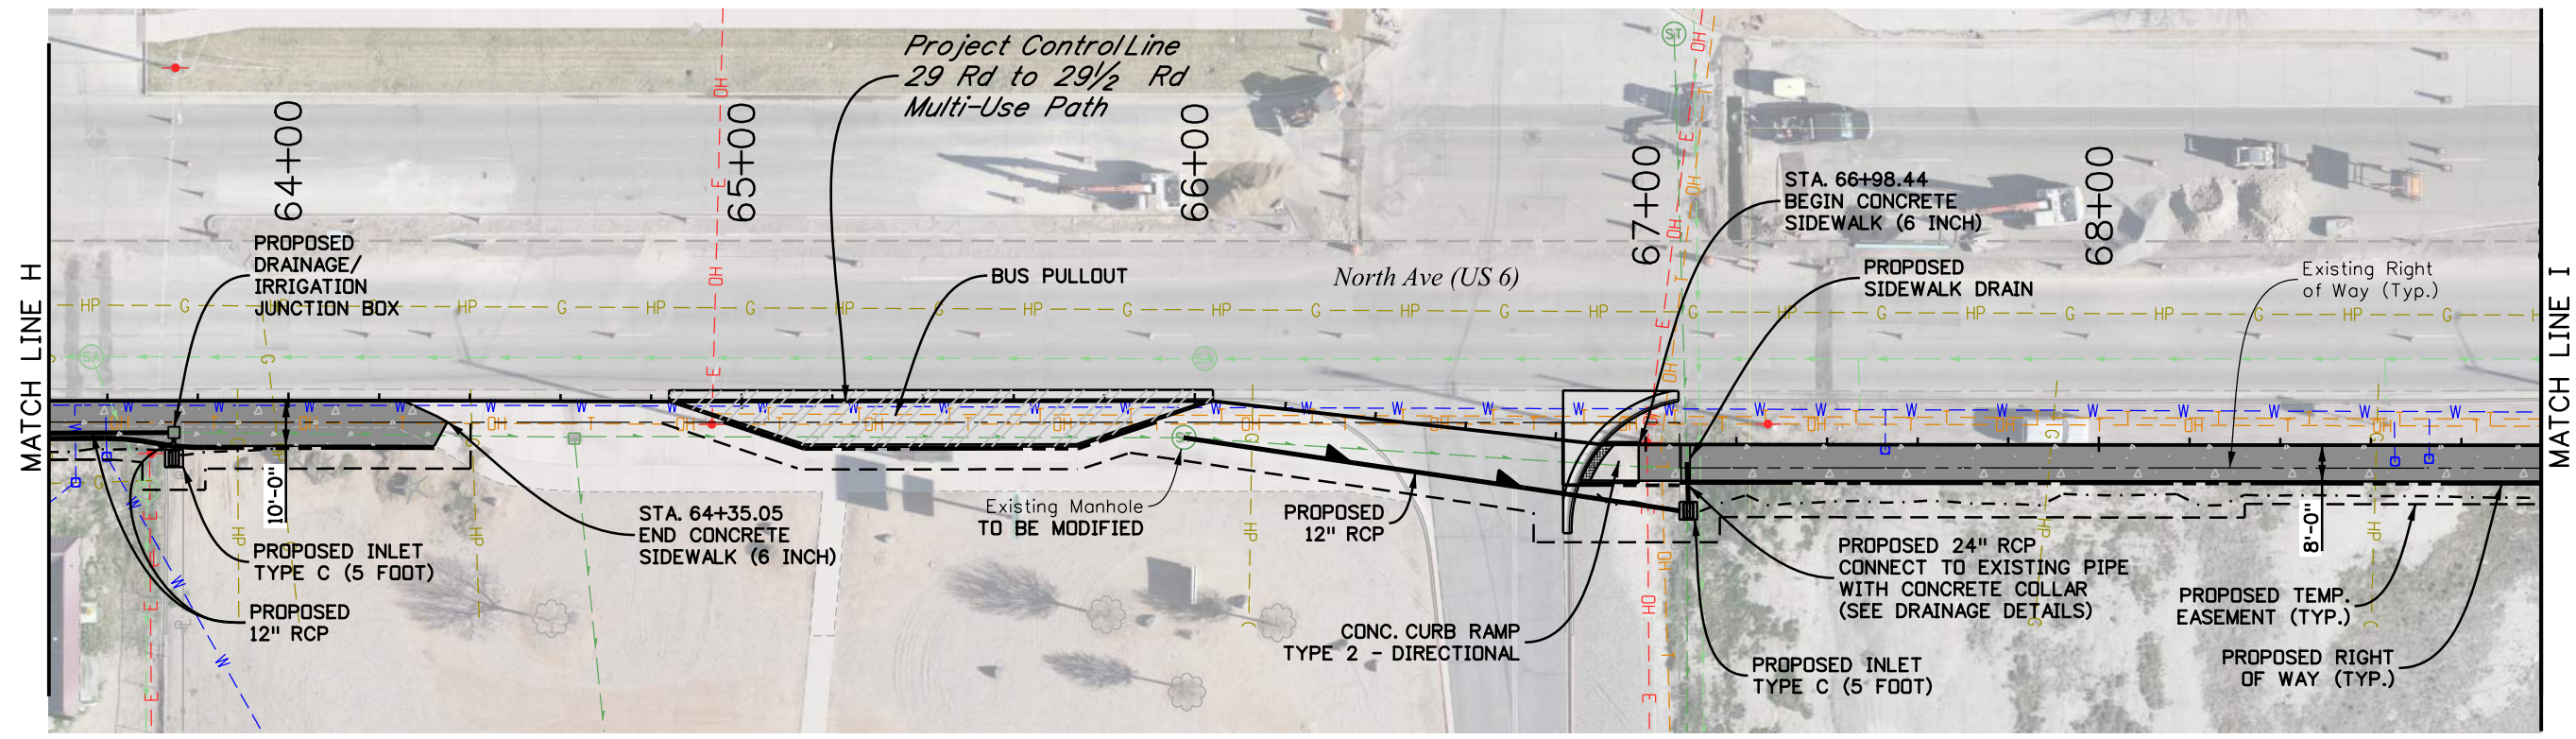 MATCH LINE H
64+00
65+00
66+00
67+00
68+00
Project Control Line
29 Rd to 29½ Rd
Multi-Use Path
PROPOSED
DRAINAGE/
IRRIGATION
JUNCTION BOX
BUS PULLOUT
North Ave (US 6)
STA. 66+98.44
BEGIN CONCRETE
SIDEWALK (6 INCH)
PROPOSED
SIDEWALK DRAIN
Existing Right
of Way (Typ.)
MATCH LINE I
10'-0"
PROPOSED INLET
TYPE C (5 FOOT)
PROPOSED
12" RCP
STA. 64+35.05
END CONCRETE
SIDEWALK (6 INCH)
Existing Manhole
TO BE MODIFIED
PROPOSED
12" RCP
CONC. CURB RAMP
TYPE 2 - DIRECTIONAL
PROPOSED 24" RCP
CONNECT TO EXISTING PIPE
WITH CONCRETE COLLAR
(SEE DRAINAGE DETAILS)
PROPOSED INLET
TYPE C (5 FOOT)
8'-0"
PROPOSED TEMP.
EASEMENT (TYP.)
PROPOSED RIGHT
OF WAY (TYP.)